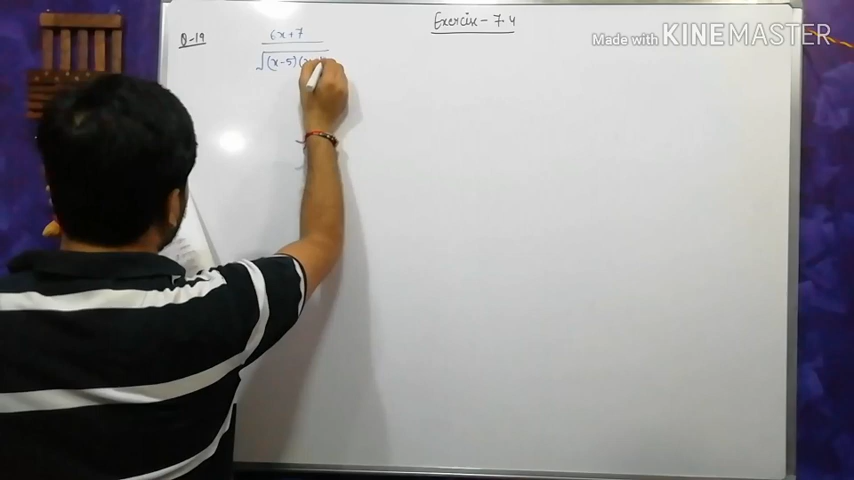 Exercise - 7.4
Made with KINEMASTER
Q-19
6x+7
√(x-5)(x